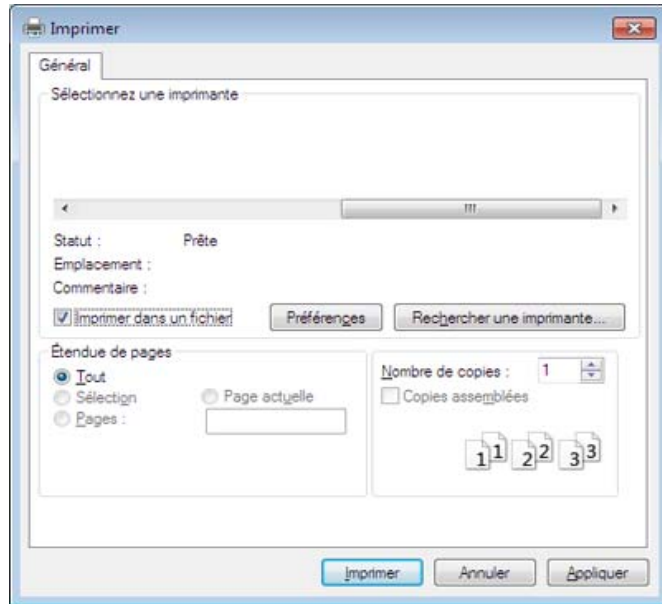 Imprimer
Général
Sélectionnez une imprimante
Statut : Prête
Emplacement :
Commentaire :
Imprimer dans un fichier Préférences Rechercher une imprimante...
Étendue de pages
Tout
Sélection Page actuelle
Pages :
Nombre de copies : 1
Copies assemblées
1 1 2 2 3 3
Imprimer Annuler Appliquer